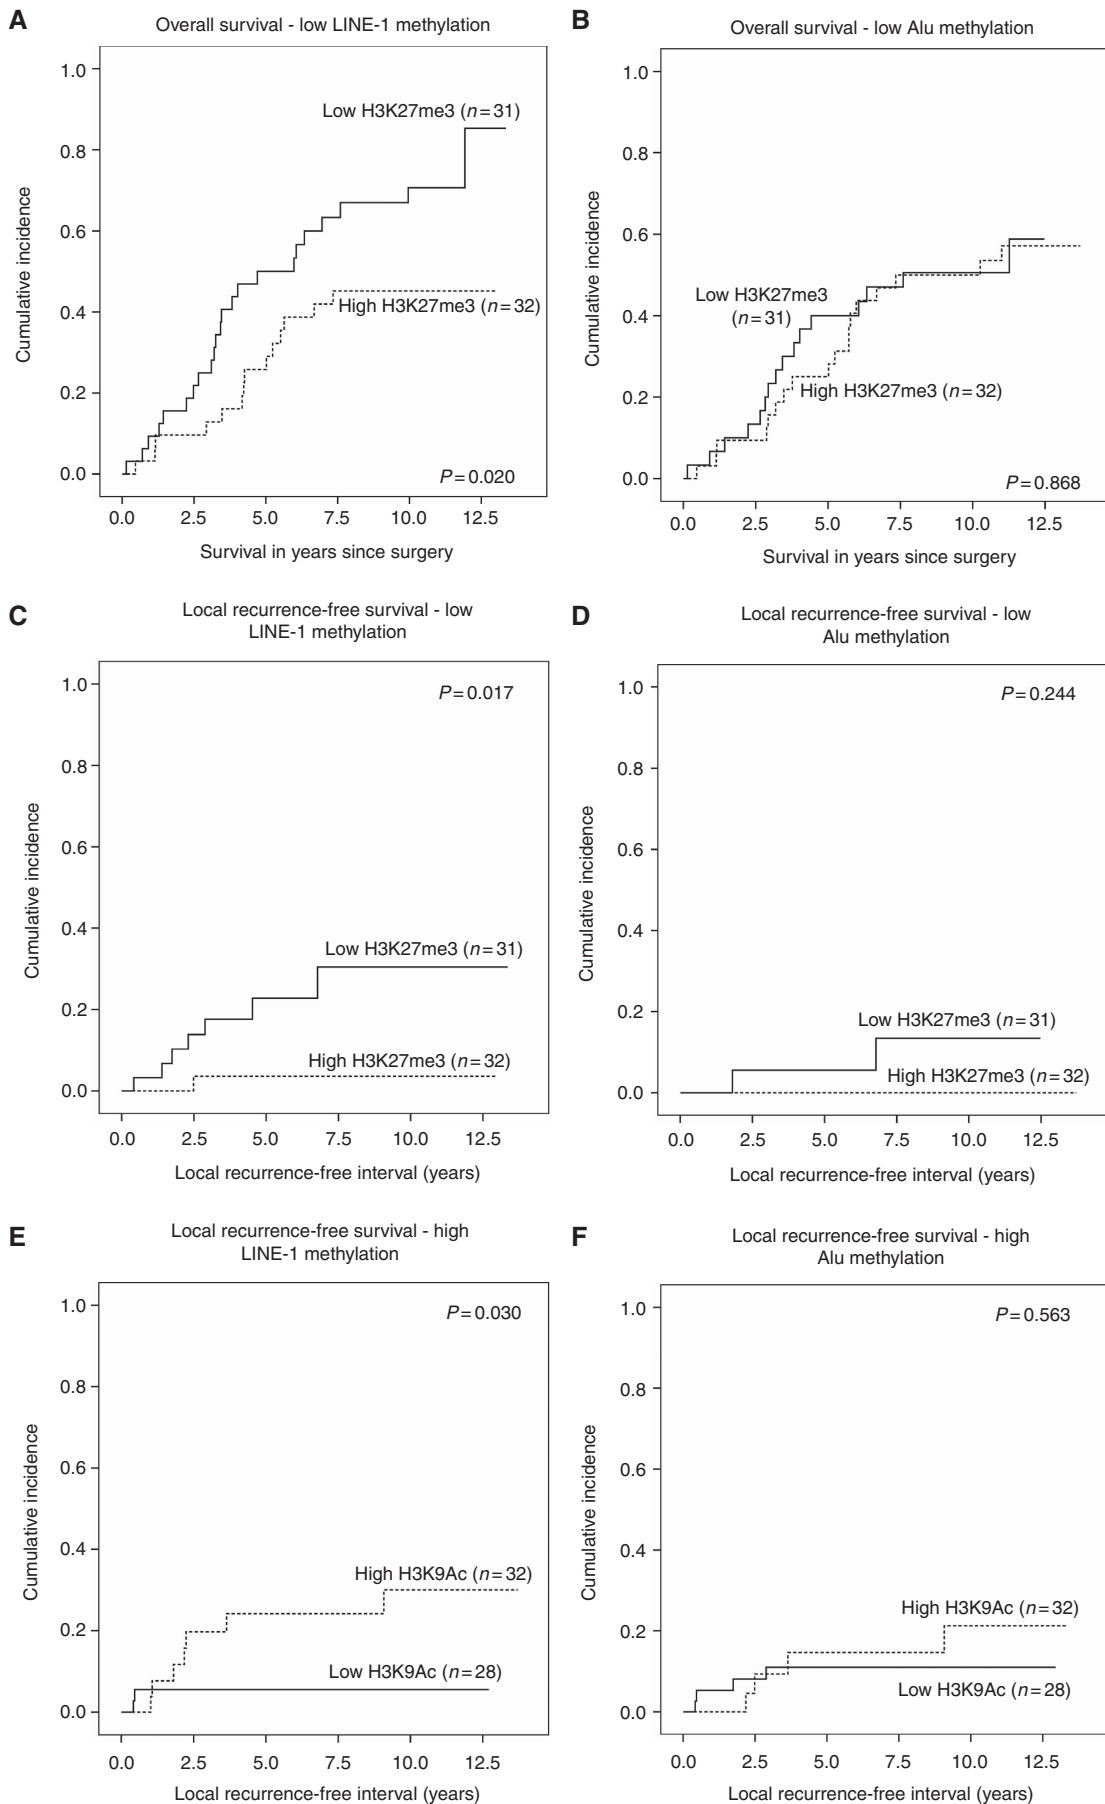 A
Overall survival - low LINE-1 methylation
1.0
0.8
0.6
0.4
0.2
0.0
Cumulative incidence
Low H3K27me3 (n=31)
High H3K27me3 (n=32)
P=0.020
0.0 2.5 5.0 7.5 10.0 12.5
Survival in years since surgery
B
Overall survival - low Alu methylation
1.0
0.8
0.6
0.4
0.2
0.0
Cumulative incidence
Low H3K27me3
(n=31)
High H3K27me3 (n=32)
P=0.868
0.0 2.5 5.0 7.5 10.0 12.5
Survival in years since surgery
C
Local recurrence-free survival - low
LINE-1 methylation
1.0
0.8
0.6
0.4
0.2
0.0
Cumulative incidence
P=0.017
Low H3K27me3 (n=31)
High H3K27me3 (n=32)
0.0 2.5 5.0 7.5 10.0 12.5
Local recurrence-free interval (years)
D
Local recurrence-free survival - low
Alu methylation
1.0
0.8
0.6
0.4
0.2
0.0
Cumulative incidence
P=0.244
Low H3K27me3 (n=31)
High H3K27me3 (n=32)
0.0 2.5 5.0 7.5 10.0 12.5
Local recurrence-free interval (years)
E
Local recurrence-free survival - high
LINE-1 methylation
1.0
0.8
0.6
0.4
0.2
0.0
Cumulative incidence
P=0.030
High H3K9Ac (n=32)
Low H3K9Ac (n=28)
0.0 2.5 5.0 7.5 10.0 12.5
Local recurrence-free interval (years)
F
Local recurrence-free survival - high
Alu methylation
1.0
0.8
0.6
0.4
0.2
0.0
Cumulative incidence
P=0.563
High H3K9Ac (n=32)
Low H3K9Ac (n=28)
0.0 2.5 5.0 7.5 10.0 12.5
Local recurrence-free interval (years)